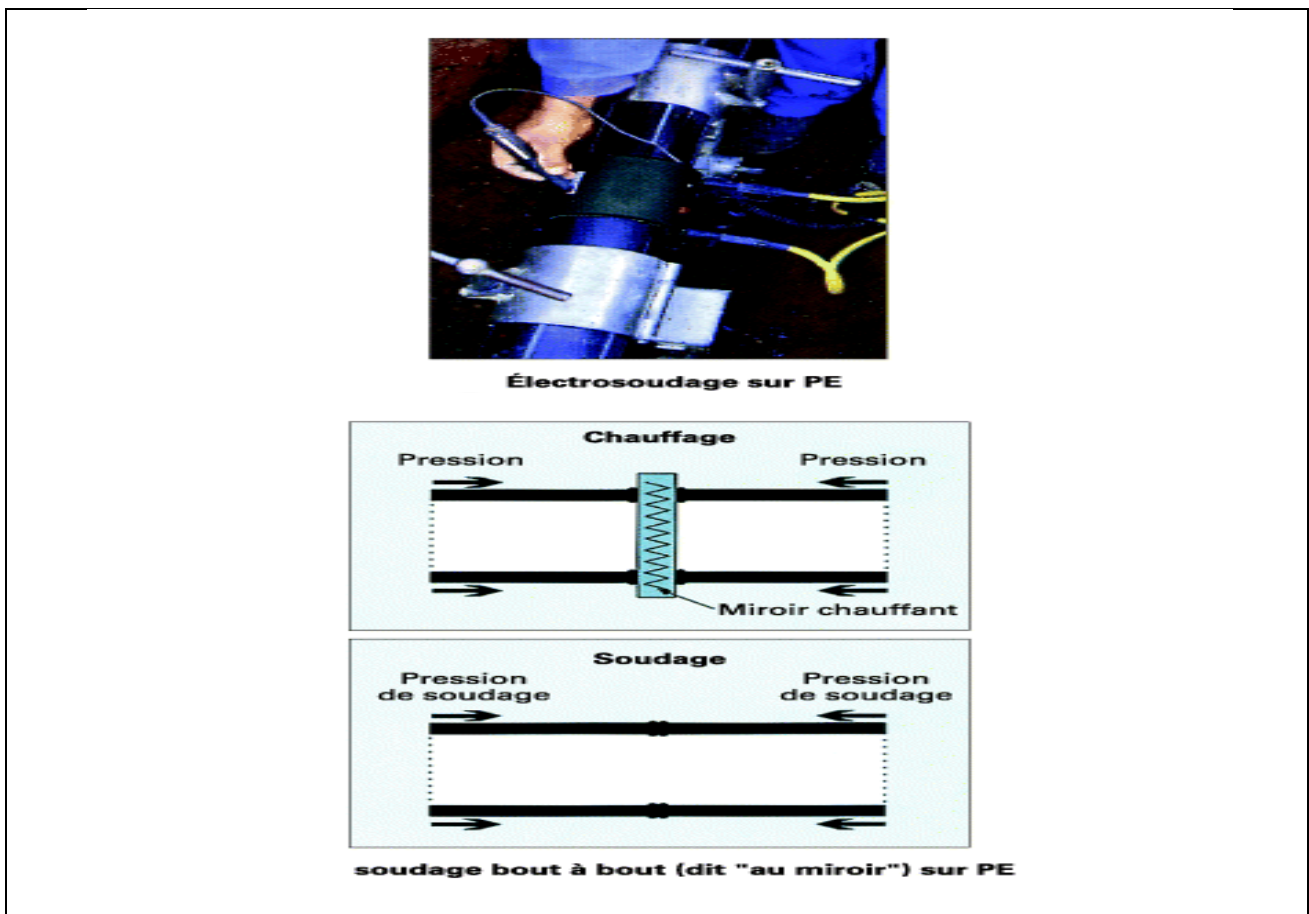 Électrosoudage sur PE
Chauffage
Pression Pression
Miroir chauffant
Soudage
Pression Pression
de soudage de soudage
soudage bout à bout (dit "au miroir") sur PE